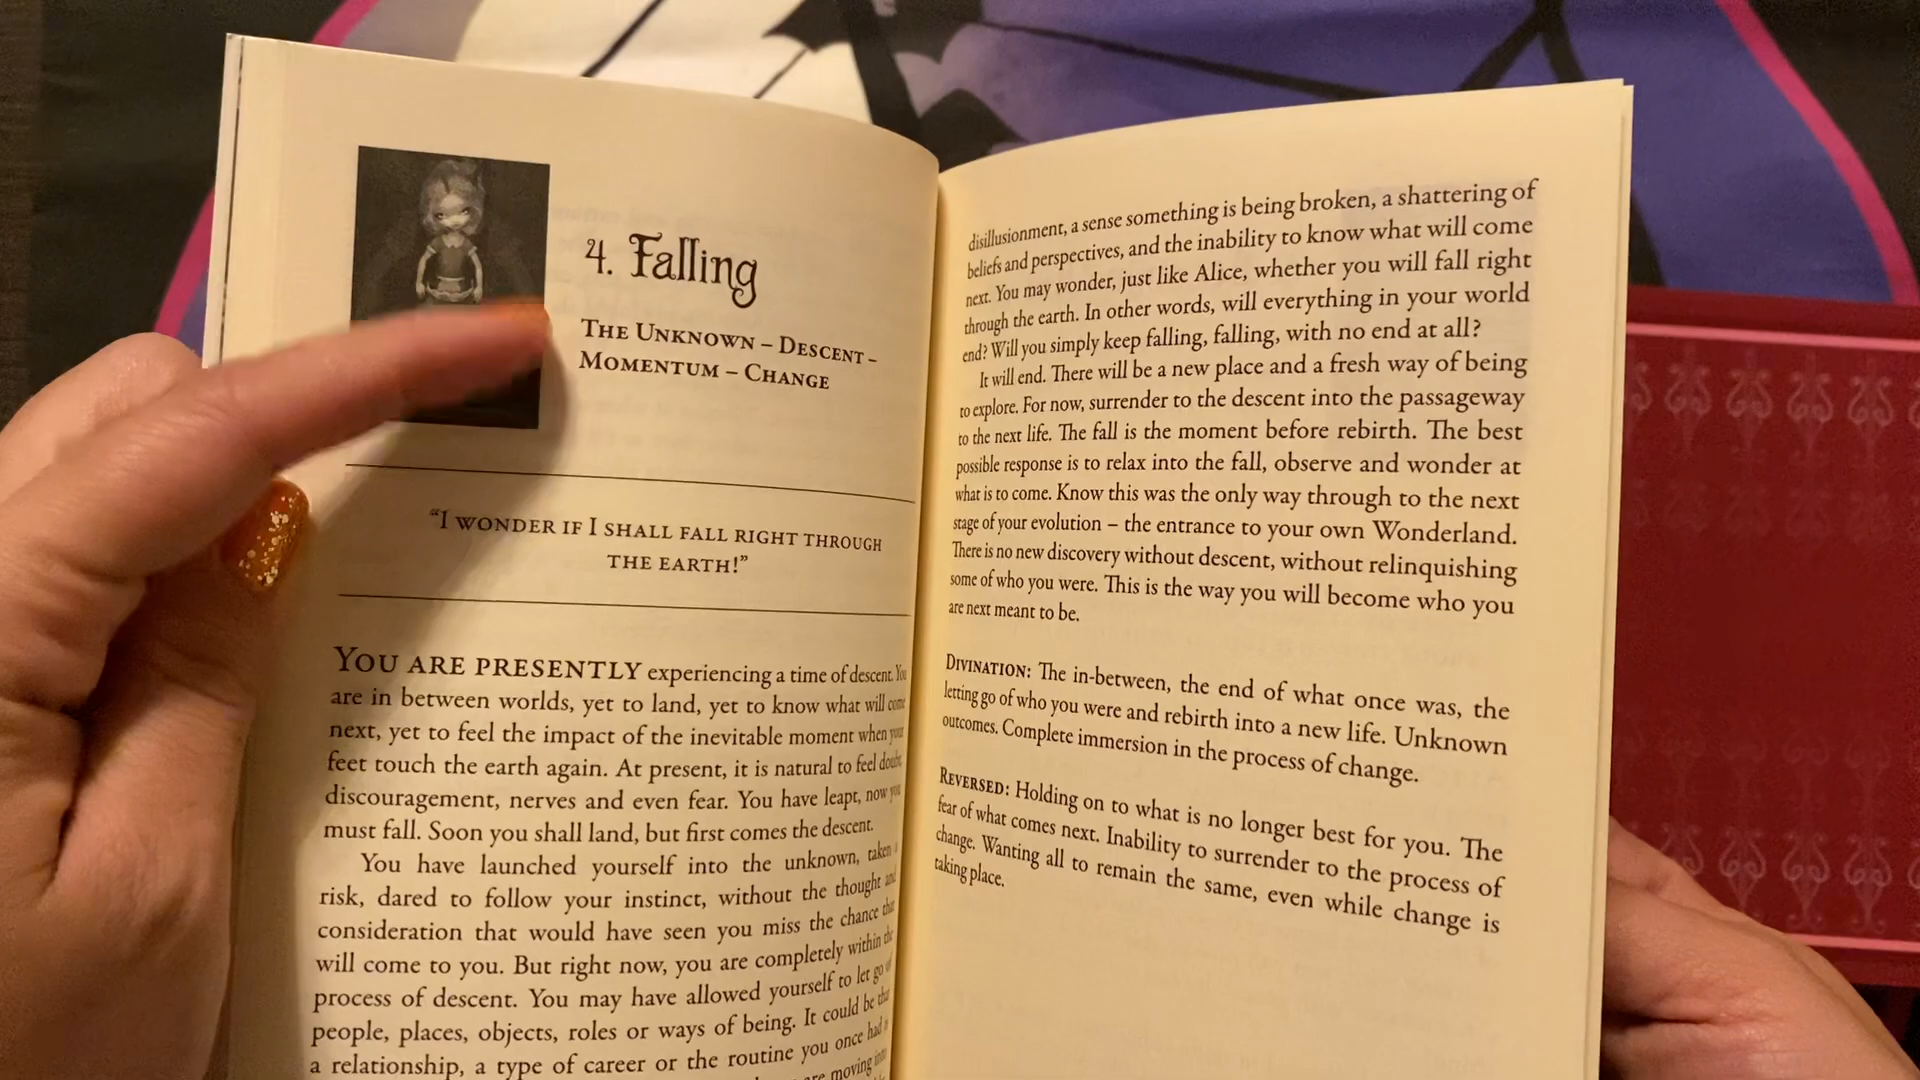 4. Falling
The Unknown – Descent –
Momentum – Change
“I wonder if I shall fall right through
the earth!”
You are presently experiencing a time of descent. You
are in between worlds, yet to land, yet to know what will come
next, yet to feel the impact of the inevitable moment when your
feet touch the earth again. At present, it is natural to feel doubt,
discouragement, nerves and even fear. You have leapt, now you
must fall. Soon you shall land, but first comes the descent.
You have launched yourself into the unknown, taken a
risk, dared to follow your instinct, without the thought and
consideration that would have seen you miss the chance that
will come to you. But right now, you are completely within the
process of descent. You may have allowed yourself to let go of
people, places, objects, roles or ways of being. It could be that
a relationship, a type of career or the routine you once had is
are moving into
disillusionment, a sense something is being broken, a shattering of
beliefs and perspectives, and the inability to know what will come
next. You may wonder, just like Alice, whether you will fall right
through the earth. In other words, will everything in your world
end? Will you simply keep falling, falling, with no end at all?
It will end. There will be a new place and a fresh way of being
to explore. For now, surrender to the descent into the passageway
to the next life. The fall is the moment before rebirth. The best
possible response is to relax into the fall, observe and wonder at
what is to come. Know this was the only way through to the next
stage of your evolution – the entrance to your own Wonderland.
There is no new discovery without descent, without relinquishing
some of who you were. This is the way you will become who you
are next meant to be.
Divination: The in-between, the end of what once was, the
letting go of who you were and rebirth into a new life. Unknown
outcomes. Complete immersion in the process of change.
Reversed: Holding on to what is no longer best for you. The
fear of what comes next. Inability to surrender to the process of
change. Wanting all to remain the same, even while change is
taking place.